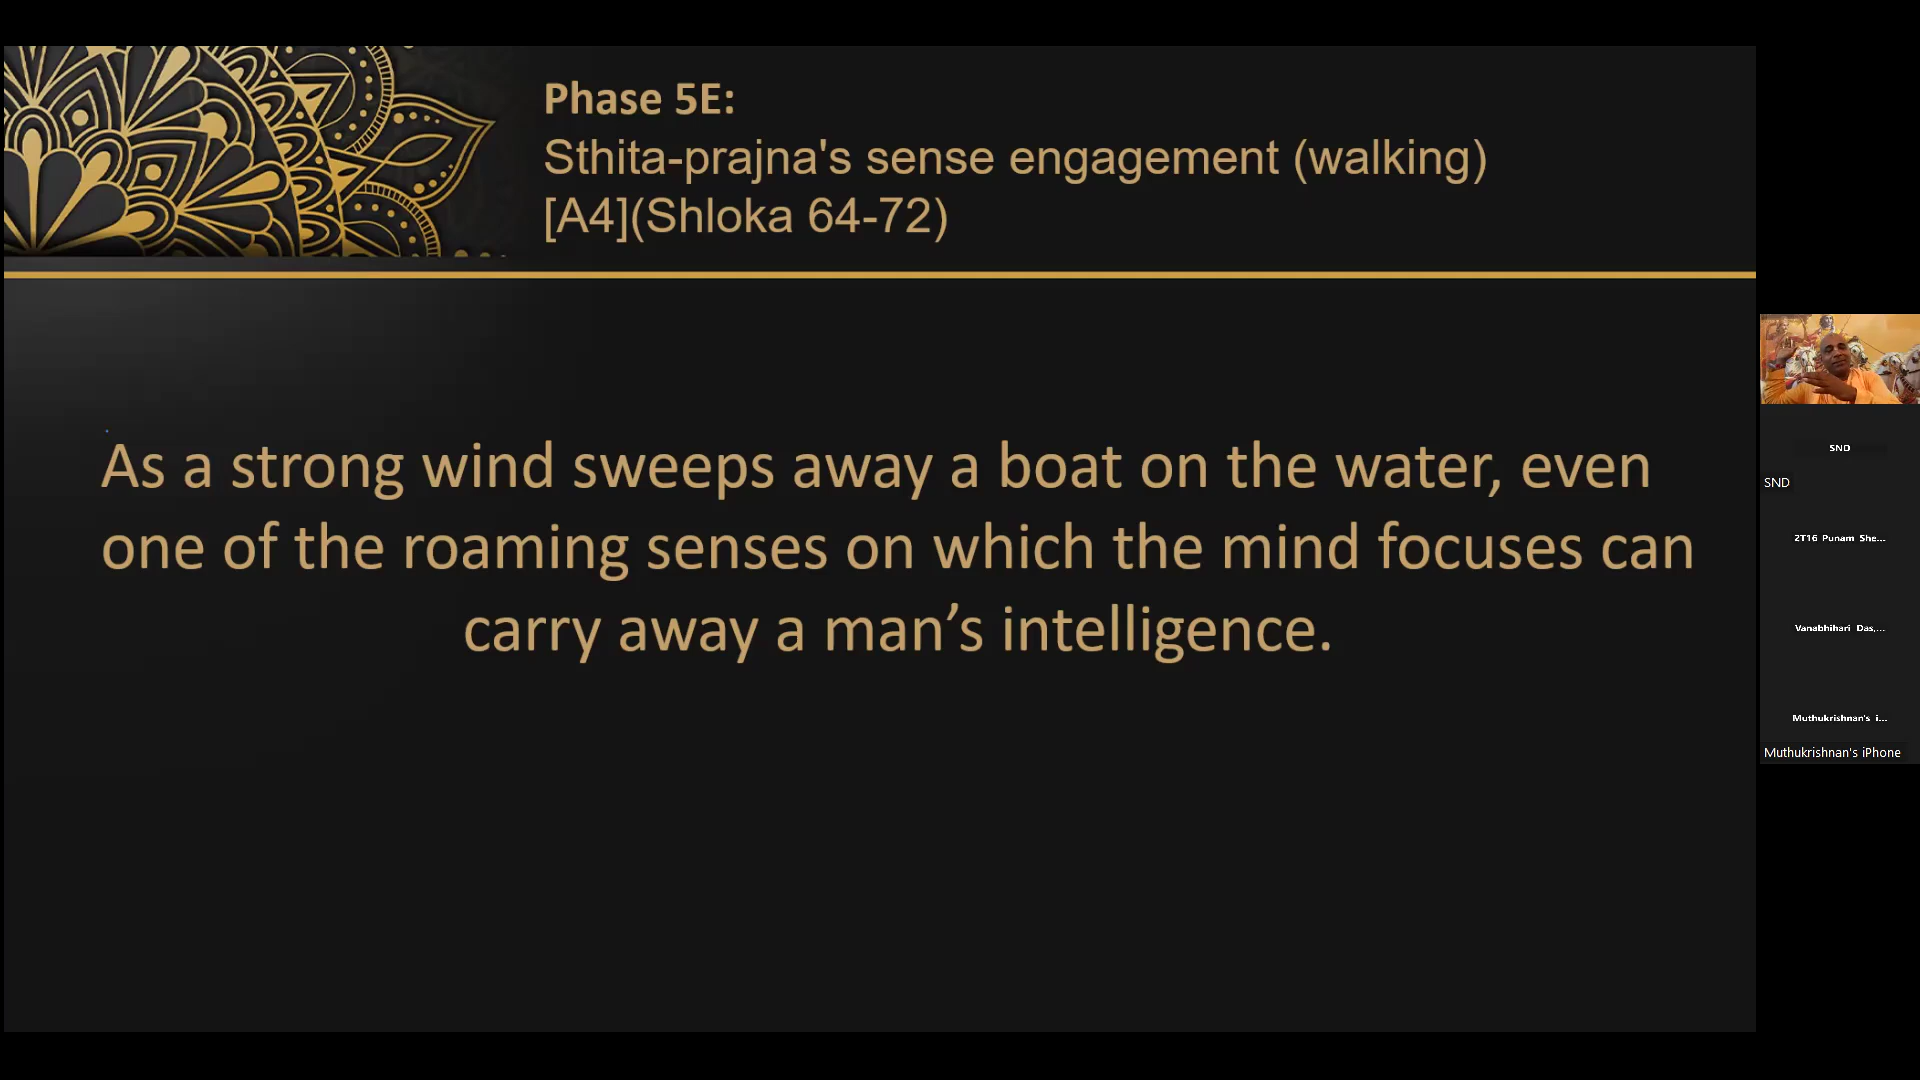 Phase 5E:
Sthita-prajna's sense engagement (walking)
[A4](Shloka 64-72)
As a strong wind sweeps away a boat on the water, even
one of the roaming senses on which the mind focuses can
carry away a man’s intelligence.
SND
SND
2T16 Punam She...
Vanabhihari Das,...
Muthukrishnan's i...
Muthukrishnan's iPhone